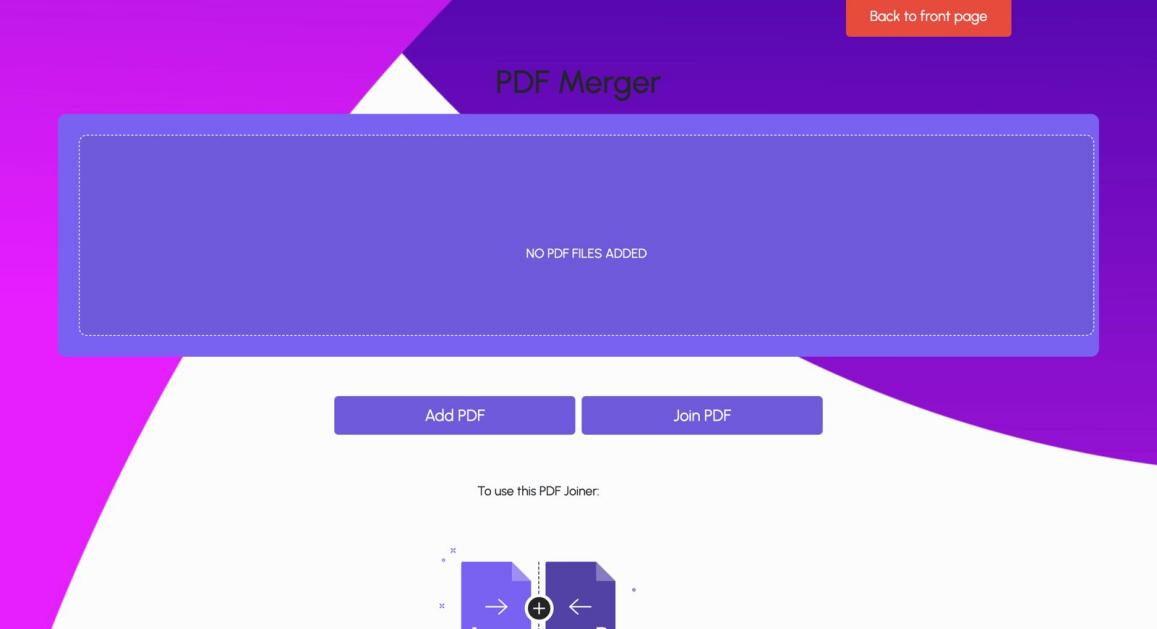 Back to front page
PDF Merger
NO PDF FILES ADDED
Add PDF
Join PDF
To use this PDF Joiner: